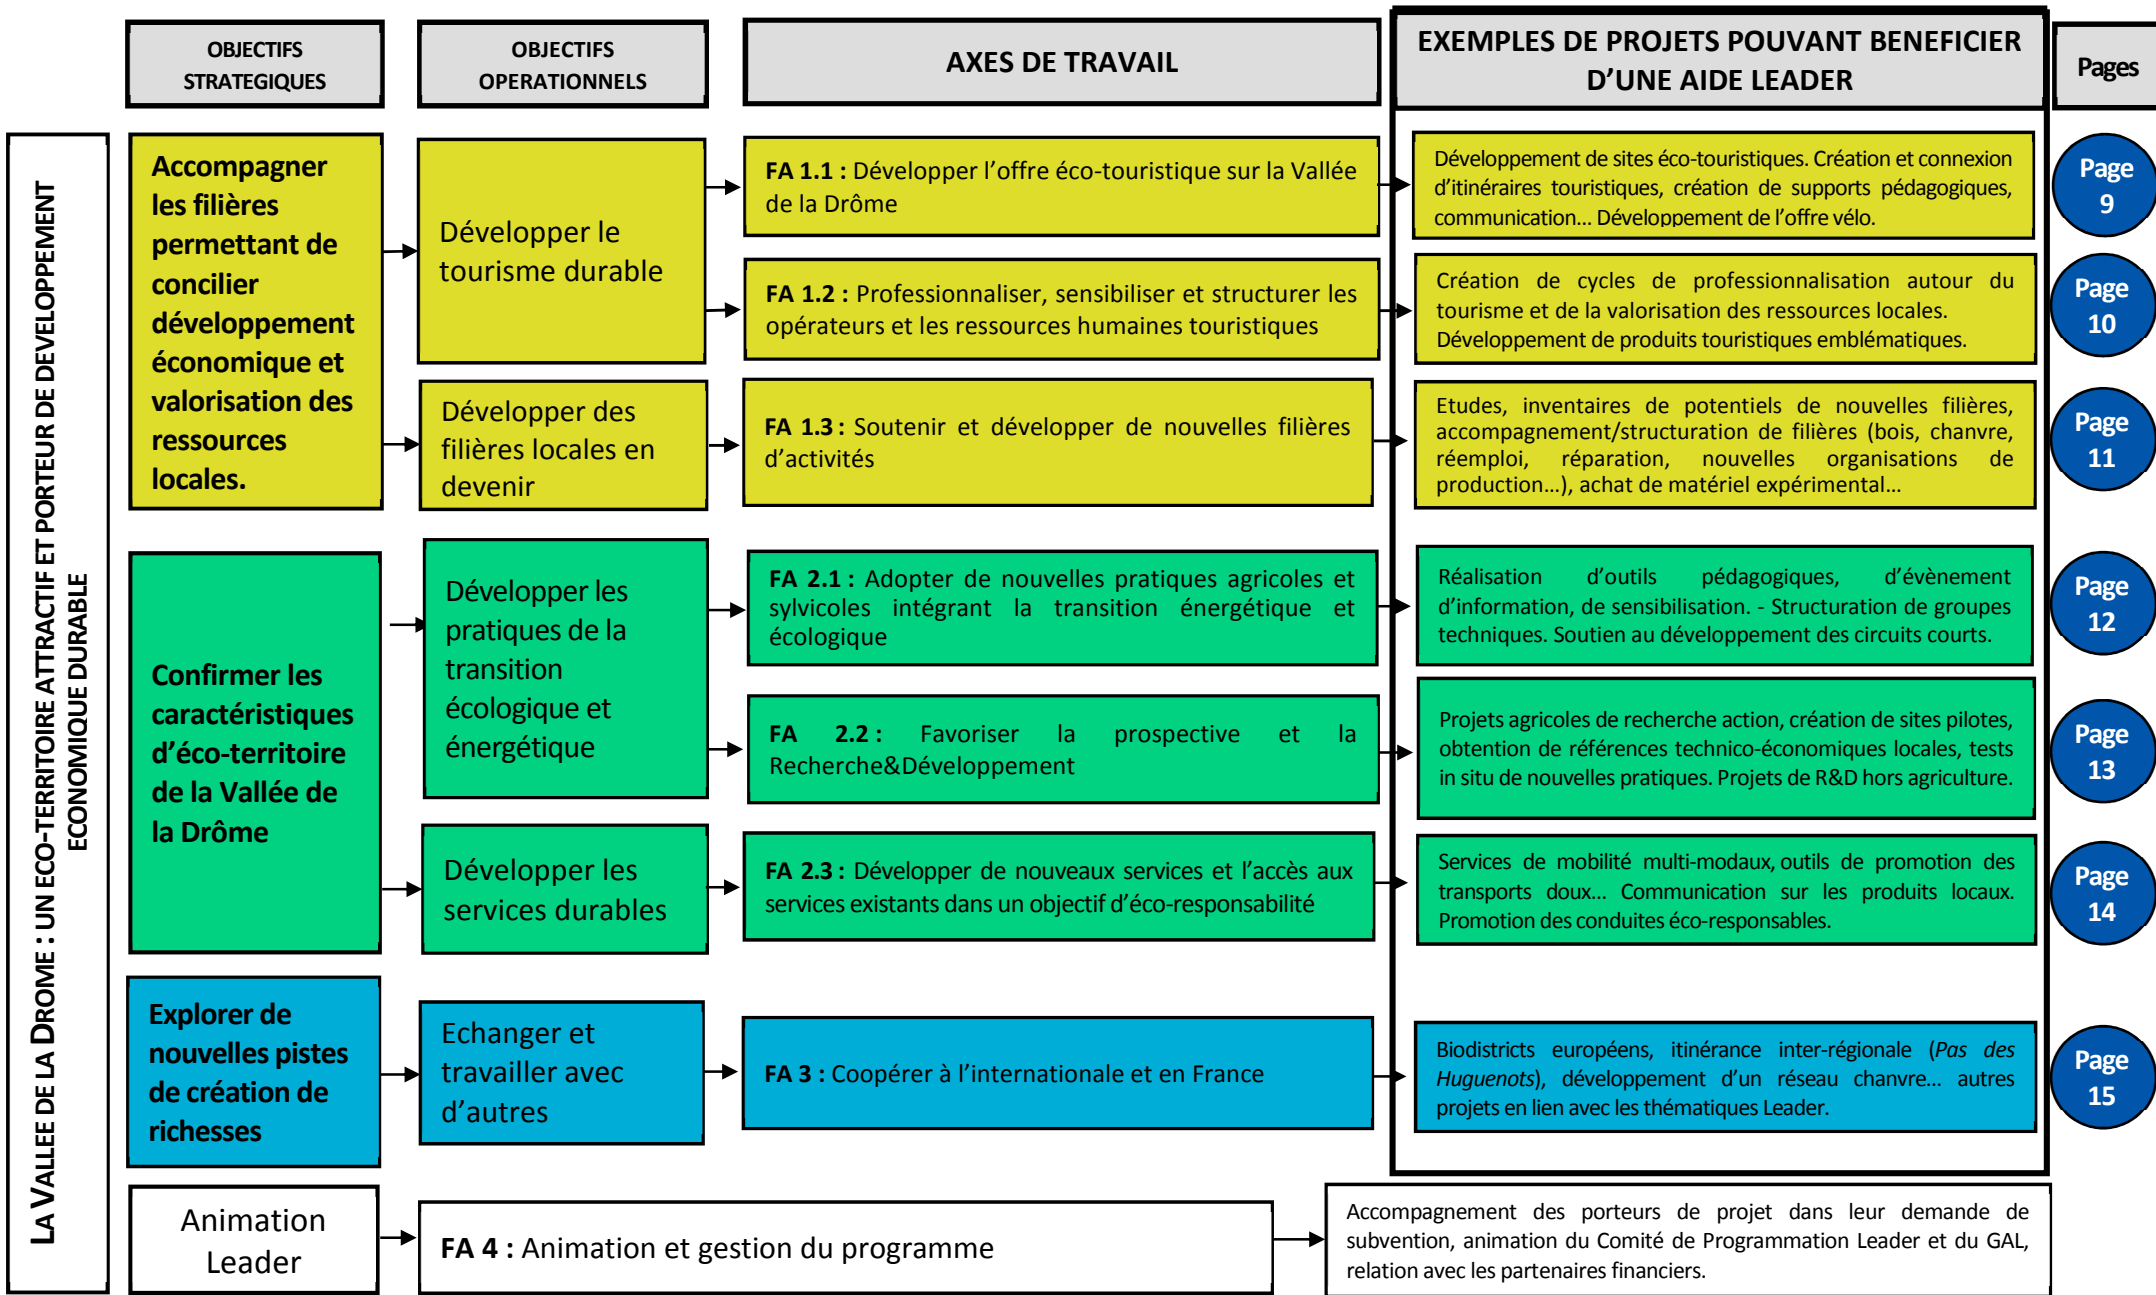 OBJECTIFS
STRATEGIQUES
OBJECTIFS
OPERATIONNELS
AXES DE TRAVAIL
EXEMPLES DE PROJETS POUVANT BENEFICIER
D’UNE AIDE LEADER
Pages
LA VALLEE DE LA DROME : UN ECO-TERRITOIRE ATTRACTIF ET PORTEUR DE DEVELOPPEMENT
ECONOMIQUE DURABLE
Accompagner
les filières
permettant de
concilier
développement
économique et
valorisation des
ressources
locales.
Développer le
tourisme durable
FA 1.1 : Développer l’offre éco-touristique sur la Vallée
de la Drôme
Développement de sites éco-touristiques. Création et connexion
d’itinéraires touristiques, création de supports pédagogiques,
communication… Développement de l’offre vélo.
Page
9
FA 1.2 : Professionnaliser, sensibiliser et structurer les
opérateurs et les ressources humaines touristiques
Création de cycles de professionnalisation autour du
tourisme et de la valorisation des ressources locales.
Développement de produits touristiques emblématiques.
Page
10
Développer des
filières locales en
devenir
FA 1.3 : Soutenir et développer de nouvelles filières
d’activités
Etudes, inventaires de potentiels de nouvelles filières,
accompagnement/structuration de filières (bois, chanvre,
réemploi, réparation, nouvelles organisations de
production…), achat de matériel expérimental…
Page
11
Confirmer les
caractéristiques
d’éco-territoire
de la Vallée de
la Drôme
Développer les
pratiques de la
transition
écologique et
énergétique
FA 2.1 : Adopter de nouvelles pratiques agricoles et
sylvicoles intégrant la transition énergétique et
écologique
Réalisation d’outils pédagogiques, d’évènement
d’information, de sensibilisation. - Structuration de groupes
techniques. Soutien au développement des circuits courts.
Page
12
FA 2.2 : Favoriser la prospective et la
Recherche&Développement
Projets agricoles de recherche action, création de sites pilotes,
obtention de références technico-économiques locales, tests
in situ de nouvelles pratiques. Projets de R&D hors agriculture.
Page
13
Développer les
services durables
FA 2.3 : Développer de nouveaux services et l’accès aux
services existants dans un objectif d’éco-responsabilité
Services de mobilité multi-modaux, outils de promotion des
transports doux… Communication sur les produits locaux.
Promotion des conduites éco-responsables.
Page
14
Explorer de
nouvelles pistes
de création de
richesses
Echanger et
travailler avec
d’autres
FA 3 : Coopérer à l’internationale et en France
Biodistricts européens, itinérance inter-régionale (Pas des
Huguenots), développement d’un réseau chanvre… autres
projets en lien avec les thématiques Leader.
Page
15
Animation
Leader
FA 4 : Animation et gestion du programme
Accompagnement des porteurs de projet dans leur demande de
subvention, animation du Comité de Programmation Leader et du GAL,
relation avec les partenaires financiers.